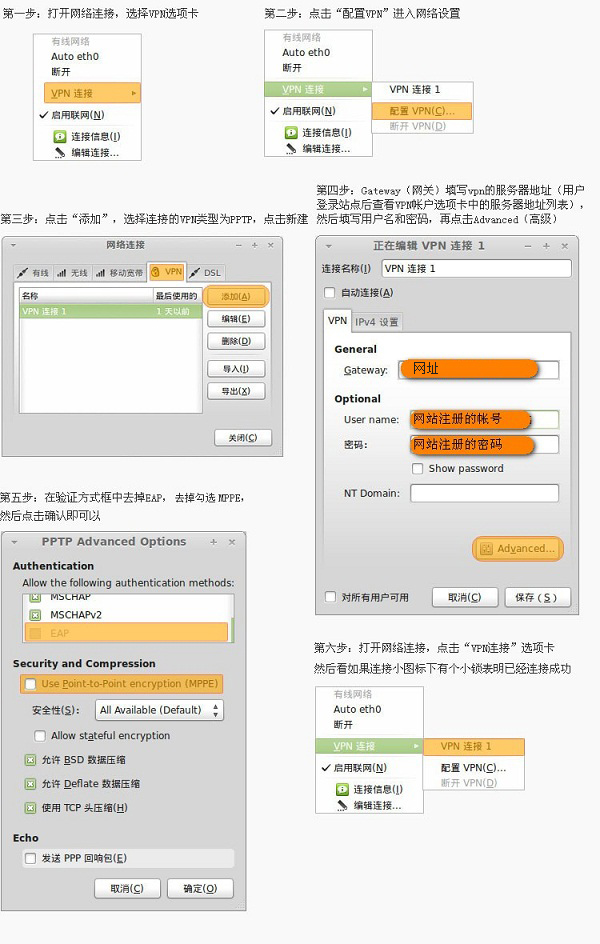 第一步：打开网络连接，选择VPN选项卡
有线网络
Auto eth0
断开
VPN 连接
启用联网(N)
连接信息(I)
编辑连接...
第二步：点击“配置VPN”进入网络设置
有线网络
Auto eth0
断开
VPN 连接
VPN 连接 1
启用联网(N)
配置 VPN(C)...
断开 VPN(D)
连接信息(I)
编辑连接...
第三步：点击“添加”，选择连接的VPN类型为PPTP，点击新建
网络连接
有线 无线 移动宽带 VPN DSL
名称 最后使用的
添加(A)
VPN 连接 1 1 天以前
编辑(E)
删除(D)
导入(I)
导出(X)
关闭(C)
第四步：Gateway（网关）填写vpn的服务器地址（用户
登录站点后查看VPN帐户选项卡中的服务器地址列表），
然后填写用户名和密码，再点击Advanced（高级）
正在编辑 VPN 连接 1
连接名称(I) VPN 连接 1
自动连接(A)
VPN IPv4 设置
General
Gateway: 网址
Optional
User name: 网站注册的帐号
密码: 网站注册的密码
Show password
NT Domain:
Advanced...
对所有用户可用 取消(C) 保存(S)
第五步：在验证方式框中去掉EAP，去掉勾选 MPPE，
然后点击确认即可以
PPTP Advanced Options
Authentication
Allow the following authentication methods:
MSCHAP
MSCHAPv2
EAP
Security and Compression
Use Point-to-Point encryption (MPPE)
安全性(S): All Available (Default)
Allow stateful encryption
允许 BSD 数据压缩
允许 Deflate 数据压缩
使用 TCP 头压缩(H)
Echo
发送 PPP 回响包(E)
取消(C) 确定(O)
第六步：打开网络连接，点击“VPN连接”选项卡
然后看如果连接小图标下有个小锁表明已经连接成功
有线网络
Auto eth0
断开
VPN 连接
VPN 连接 1
启用联网(N)
配置 VPN(C)...
断开 VPN(D)
连接信息(I)
编辑连接...